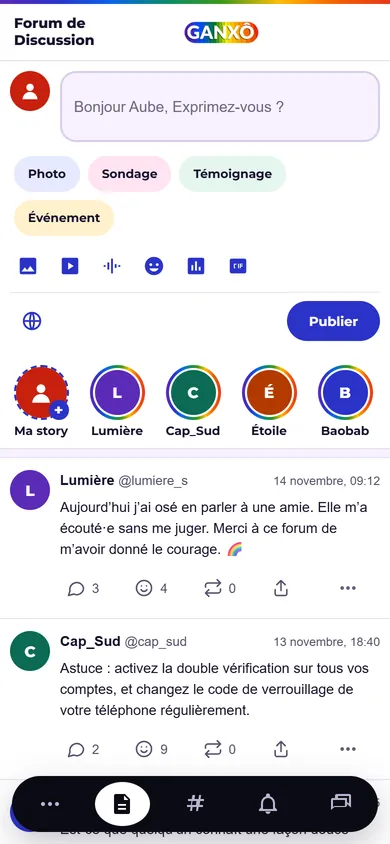 Forum de
Discussion
GANXÓ
Bonjour Aube, Exprimez-vous ?
Photo
Sondage
Témoignage
Événement
GIF
Publier
L
C
É
B
Ma story
Lumière
Cap_Sud
Étoile
Baobab
L
Lumière @lumiere_s
14 novembre, 09:12
Aujourd’hui j’ai osé en parler à une amie. Elle m’a
écouté·e sans me juger. Merci à ce forum de
m’avoir donné le courage. 🌈
3
4
0
C
Cap_Sud @cap_sud
13 novembre, 18:40
Astuce : activez la double vérification sur tous vos
comptes, et changez le code de verrouillage de
votre téléphone régulièrement.
2
9
0
#